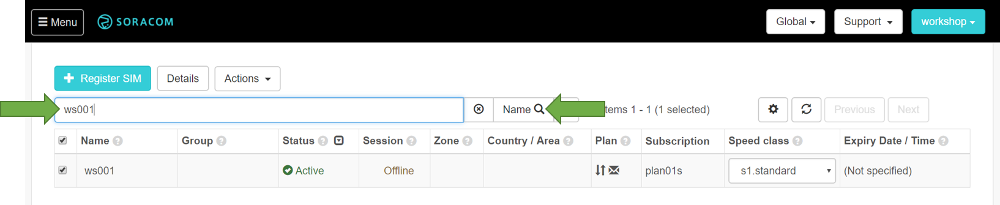 Menu SORACOM Global Support workshop
Register SIM Details Actions
ws001 Name 1 - 1 (1 selected) Previous Next
Name Group Status Session Zone Country / Area Plan Subscription Speed class Expiry Date / Time
ws001 Active Offline plan01s s1.standard (Not specified)